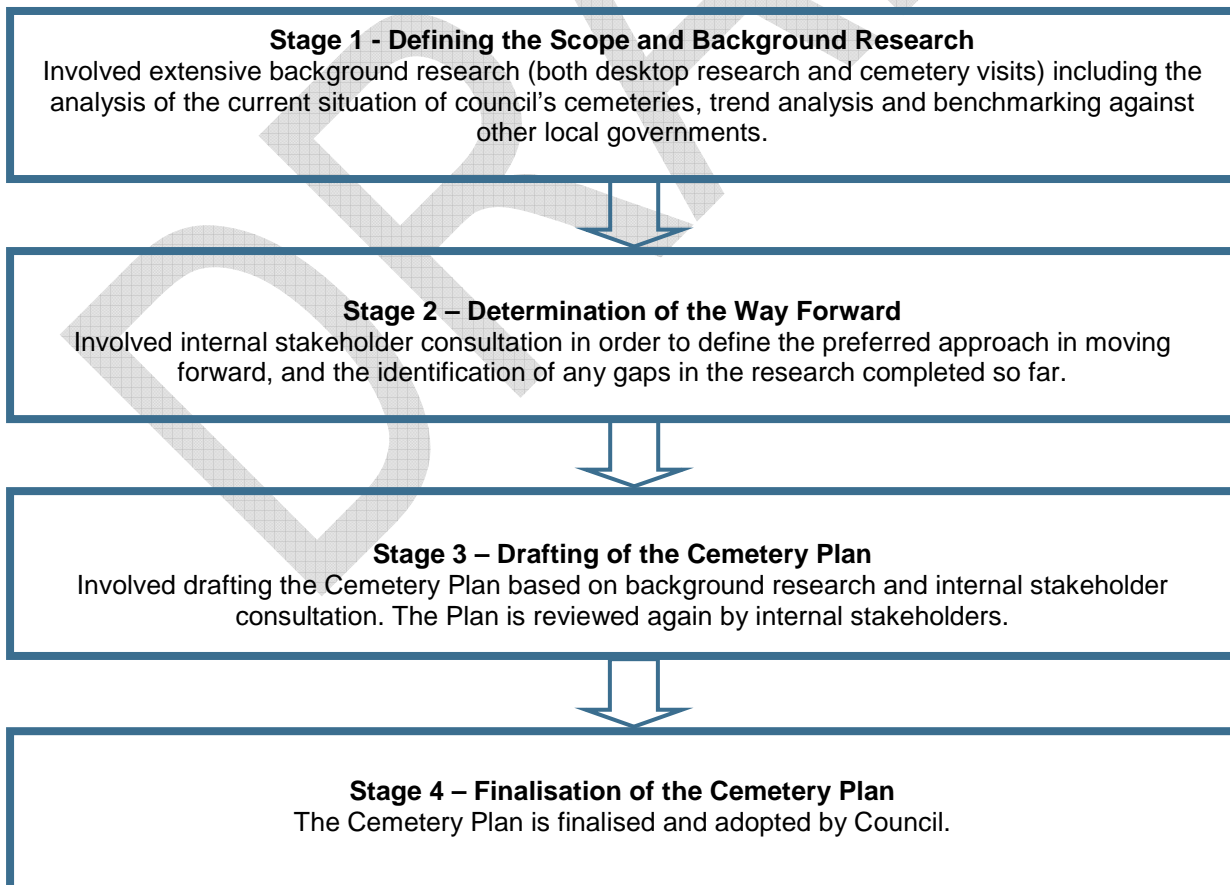 Stage 1 - Defining the Scope and Background Research
Involved extensive background research (both desktop research and cemetery visits) including the
analysis of the current situation of council's cemeteries, trend analysis and benchmarking against
other local governments.
Stage 2 – Determination of the Way Forward
Involved internal stakeholder consultation in order to define the preferred approach in moving
forward, and the identification of any gaps in the research completed so far.
Stage 3 – Drafting of the Cemetery Plan
Involved drafting the Cemetery Plan based on background research and internal stakeholder
consultation. The Plan is reviewed again by internal stakeholders.
Stage 4 – Finalisation of the Cemetery Plan
The Cemetery Plan is finalised and adopted by Council.